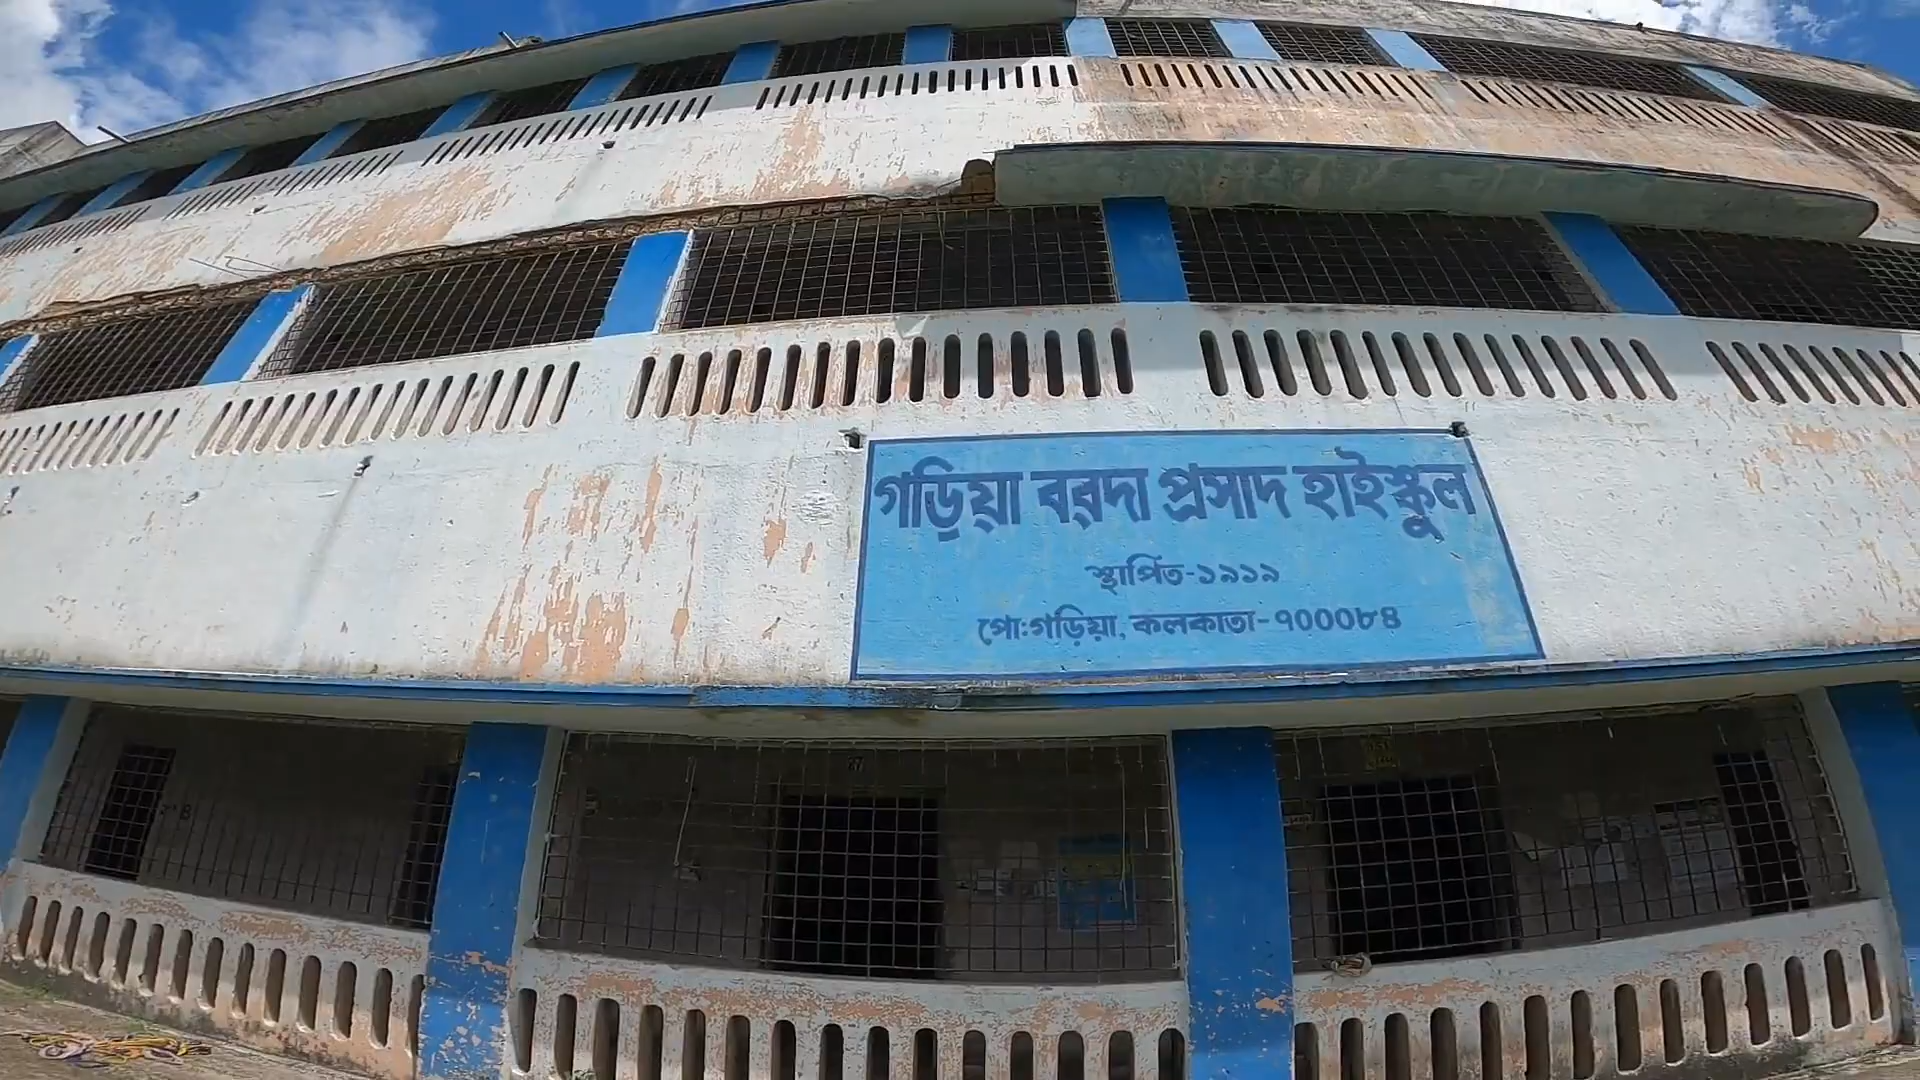 গড়িয়া বরদা প্রসাদ হাইস্কুল
স্থাপিত-১৯১৯
পো:গড়িয়া, কলকাতা-৭০০০৮৪